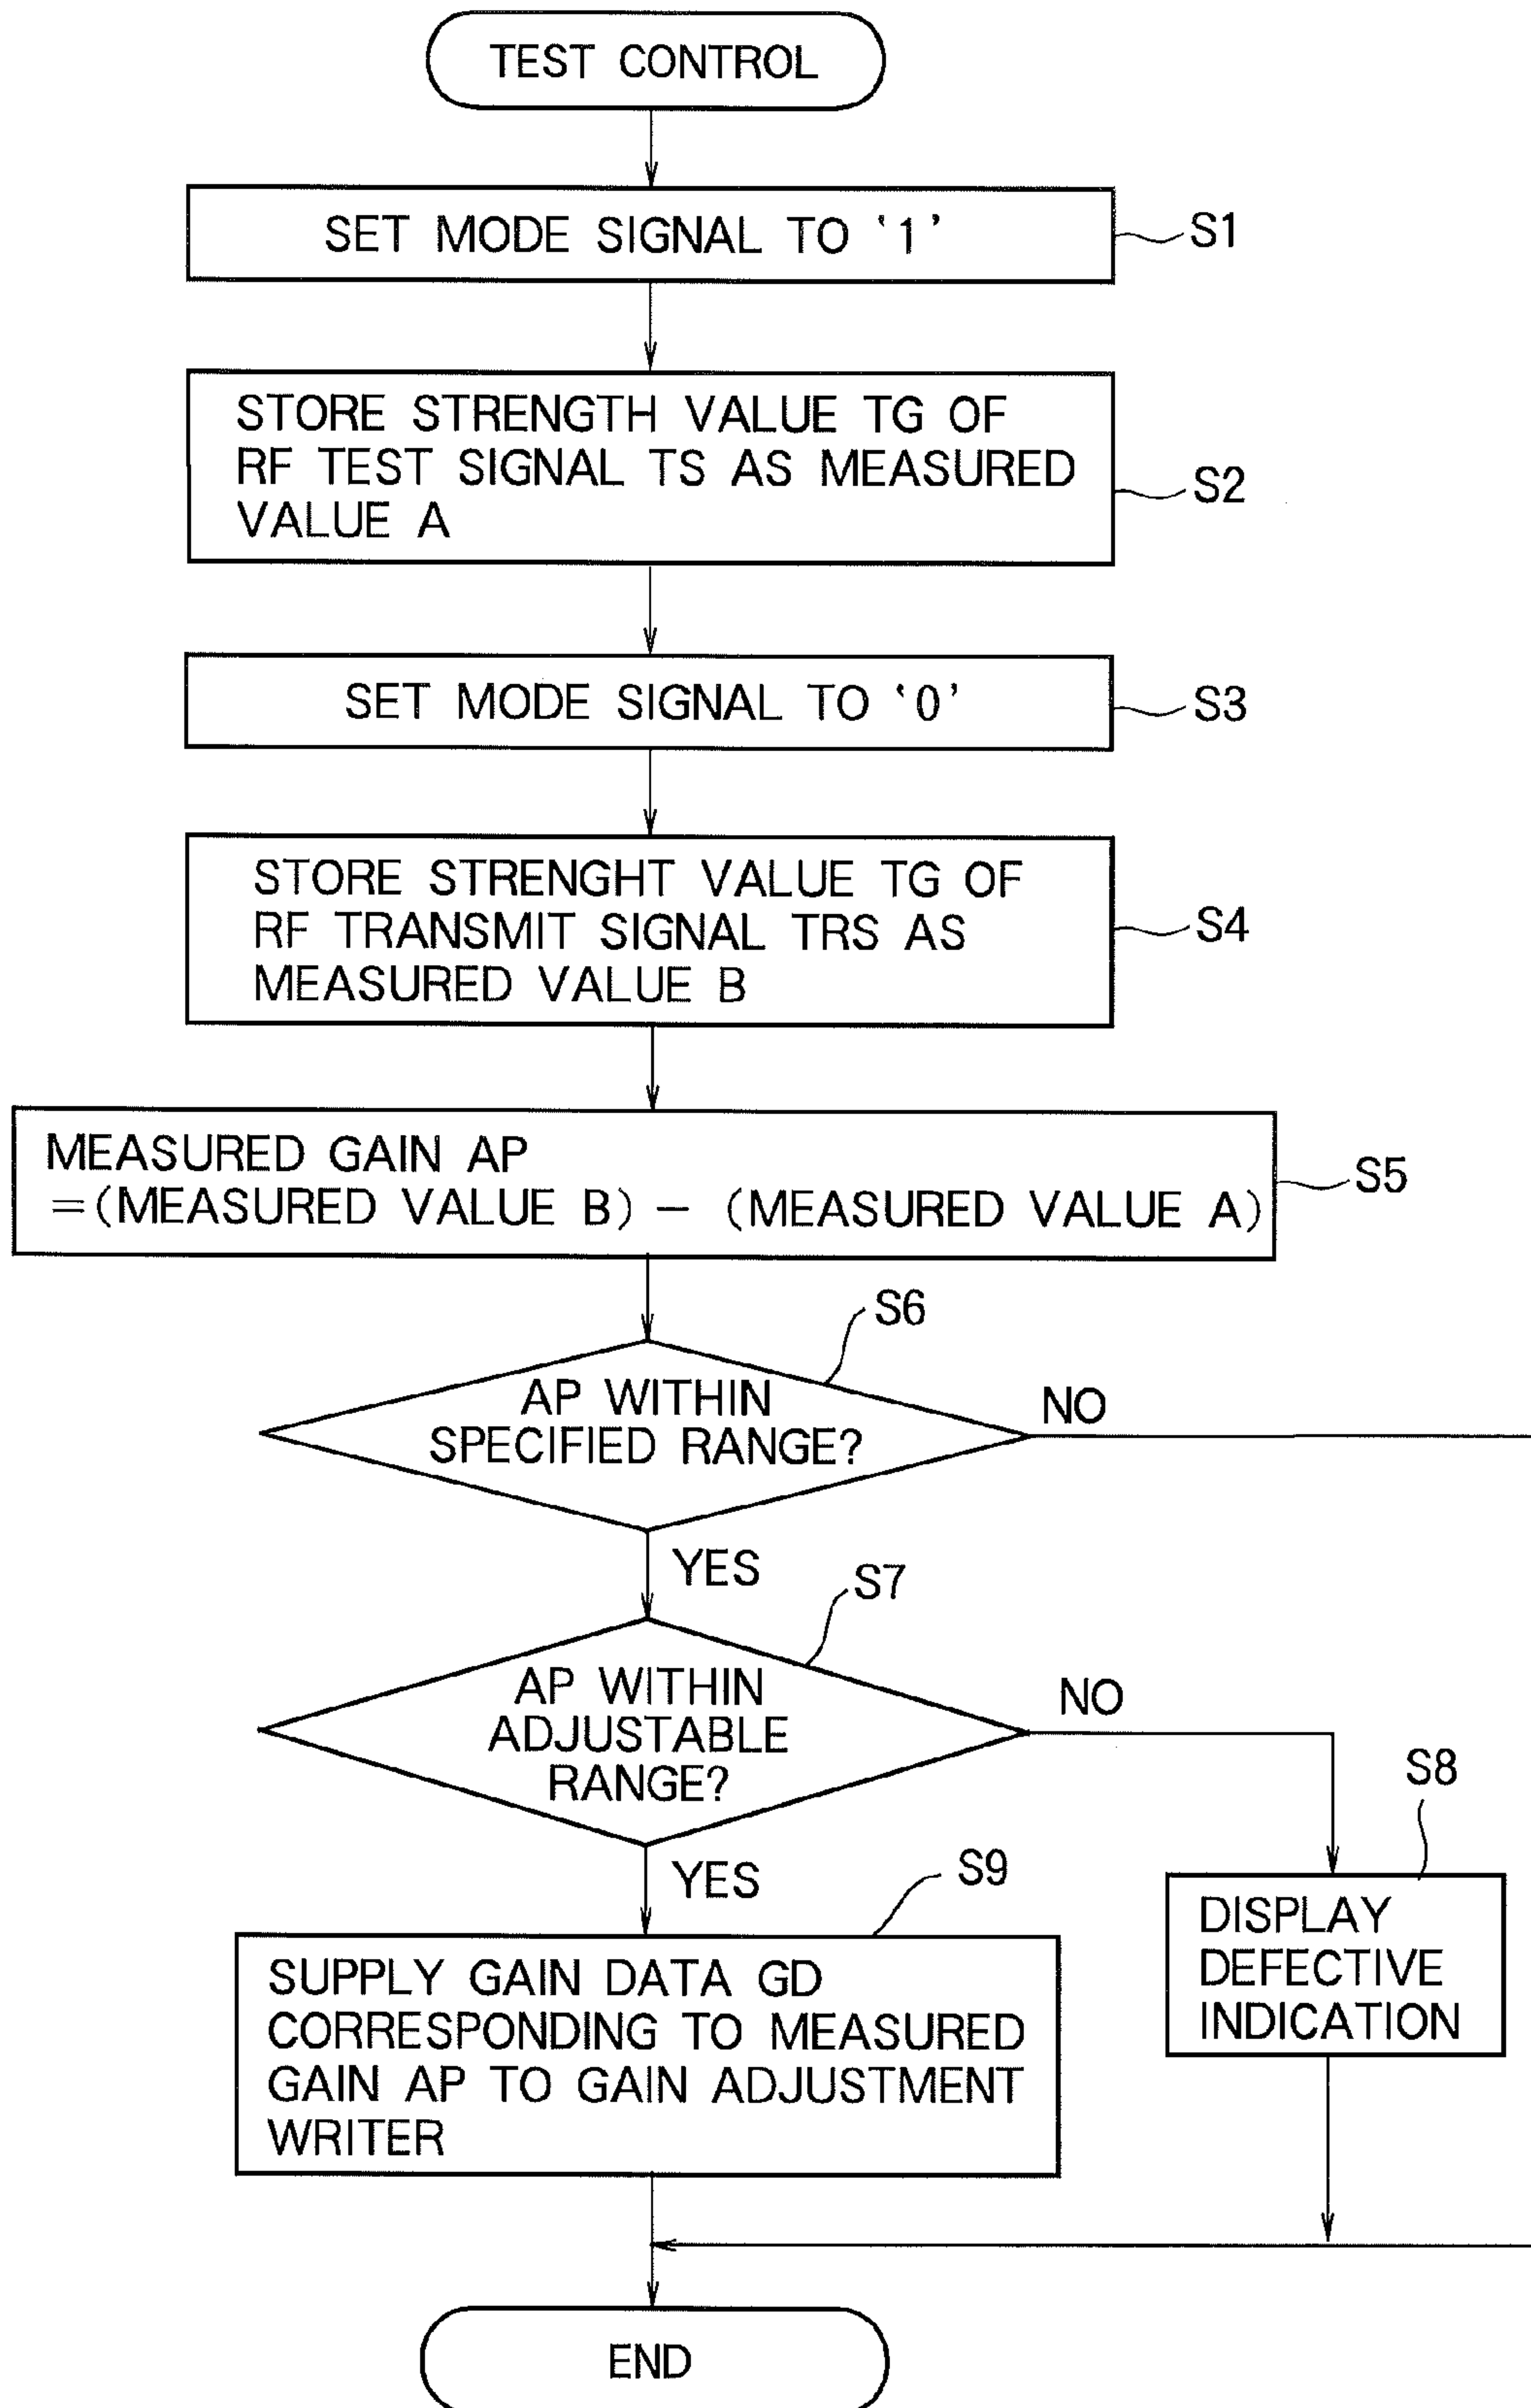 TEST CONTROL
SET MODE SIGNAL TO ‘1’
S1
STORE STRENGTH VALUE TG OF
RF TEST SIGNAL TS AS MEASURED
VALUE A
S2
SET MODE SIGNAL TO ‘0’
S3
STORE STRENGHT VALUE TG OF
RF TRANSMIT SIGNAL TRS AS
MEASURED VALUE B
S4
MEASURED GAIN AP
=(MEASURED VALUE B) – (MEASURED VALUE A)
S5
S6
AP WITHIN
SPECIFIED RANGE?
NO
YES
S7
AP WITHIN
ADJUSTABLE
RANGE?
NO
YES
S8
DISPLAY
DEFECTIVE
INDICATION
S9
SUPPLY GAIN DATA GD
CORRESPONDING TO MEASURED
GAIN AP TO GAIN ADJUSTMENT
WRITER
END